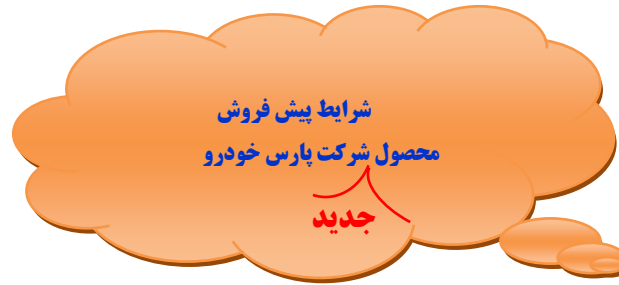 شرایط پیش فروش
محصول شرکت پارس خودرو
جدید